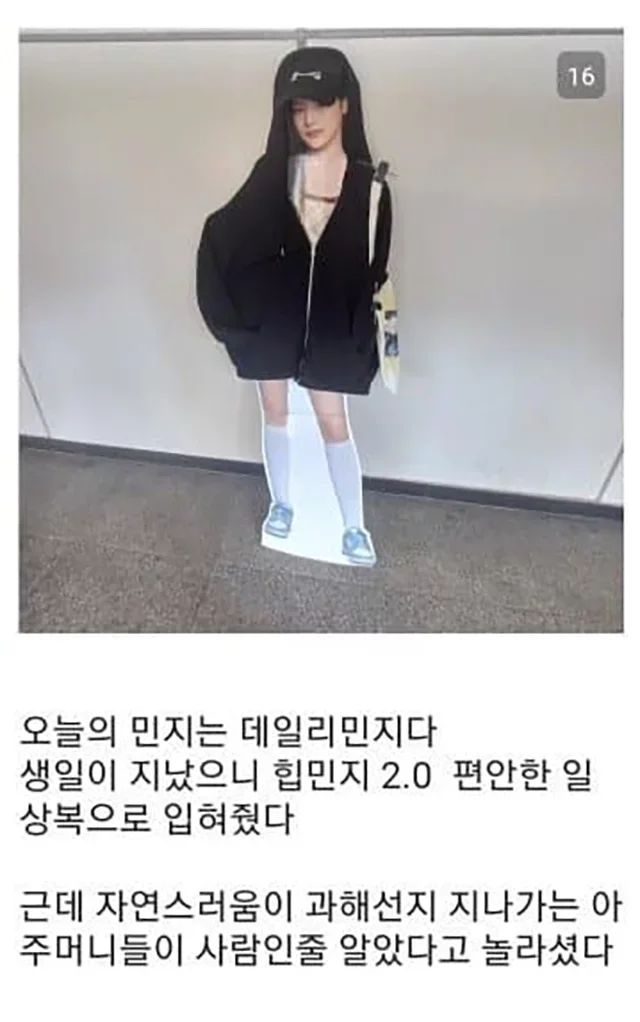 16
오늘의 민지는 데일리민지다
생일이 지났으니 힙민지 2.0 편안한 일
상복으로 입혀줬다
근데 자연스러움이 과해선지 지나가는 아
주머니들이 사람인줄 알았다고 놀라셨다